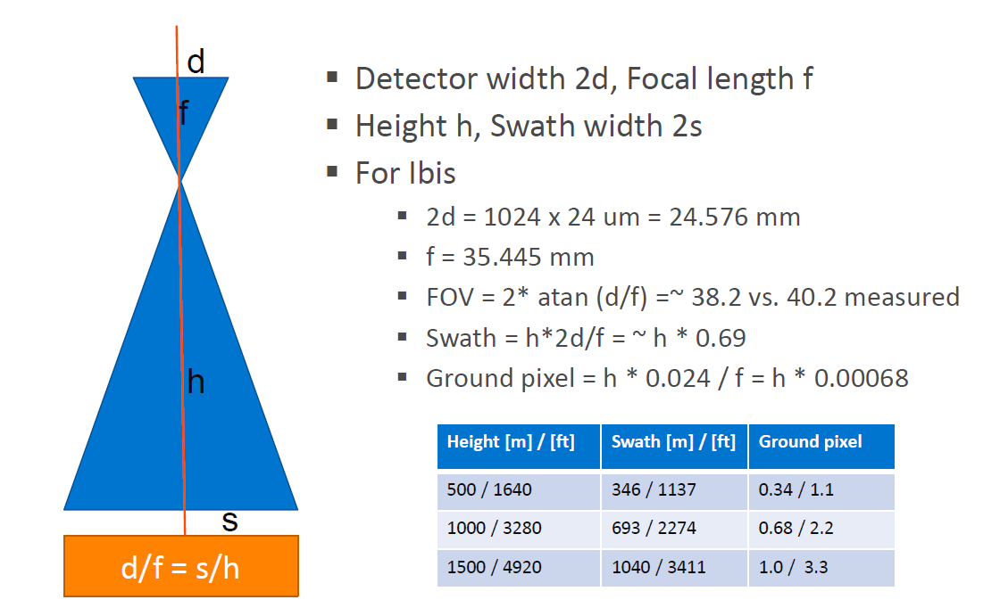 d
f
h
s
d/f = s/h
▪ Detector width 2d, Focal length f
▪ Height h, Swath width 2s
▪ For Ibis
▪ 2d = 1024 x 24 um = 24.576 mm
▪ f = 35.445 mm
▪ FOV = 2* atan (d/f) =~ 38.2 vs. 40.2 measured
▪ Swath = h*2d/f = ~ h * 0.69
▪ Ground pixel = h * 0.024 / f = h * 0.00068
Height [m] / [ft] Swath [m] / [ft] Ground pixel
500 / 1640 346 / 1137 0.34 / 1.1
1000 / 3280 693 / 2274 0.68 / 2.2
1500 / 4920 1040 / 3411 1.0 / 3.3